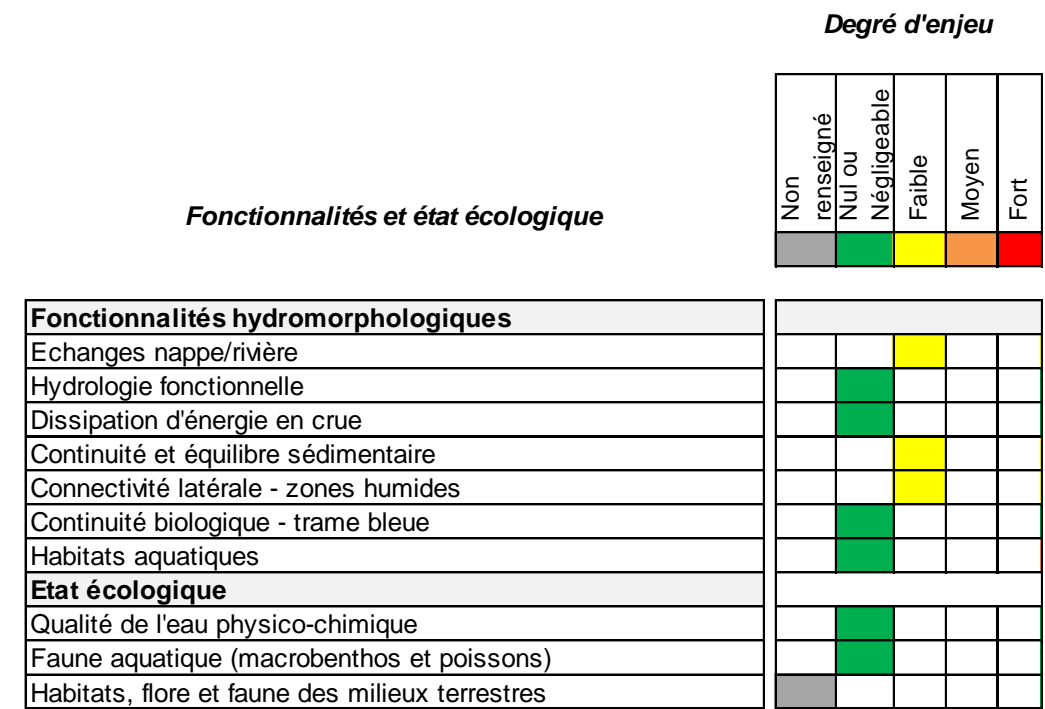 Degré d'enjeu
Non
renseigné
Nul ou
Négligeable
Faible
Moyen
Fort
Fonctionnalités et état écologique
Fonctionnalités hydromorphologiques
Echanges nappe/rivière
Hydrologie fonctionnelle
Dissipation d'énergie en crue
Continuité et équilibre sédimentaire
Connectivité latérale - zones humides
Continuité biologique - trame bleue
Habitats aquatiques
Etat écologique
Qualité de l'eau physico-chimique
Faune aquatique (macrobenthos et poissons)
Habitats, flore et faune des milieux terrestres